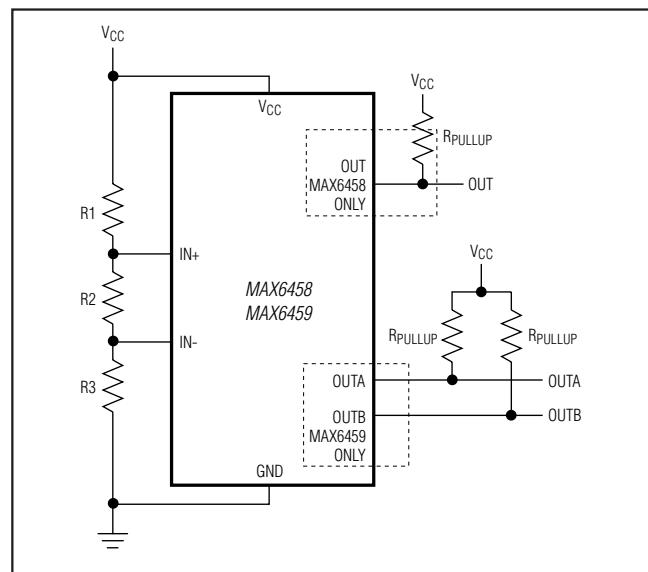 VCC
VCC
VCC
RPULLUP
OUT
MAX6458
ONLY
OUT
R1
IN+
R2
MAX6458
MAX6459
IN-
R3
VCC
RPULLUP
RPULLUP
OUTA
OUTA
OUTB
OUTB
MAX6459
ONLY
GND